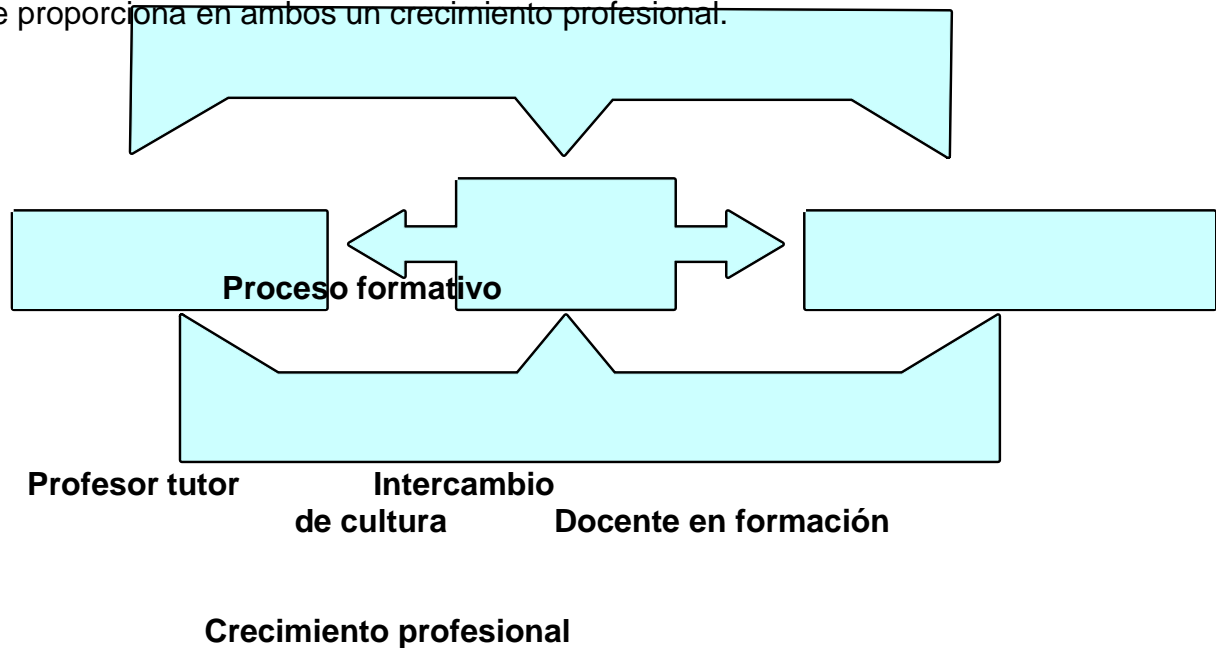 e proporciona en ambos un crecimiento profesional.
Proceso formativo
Profesor tutor Intercambio
de cultura Docente en formación
Crecimiento profesional